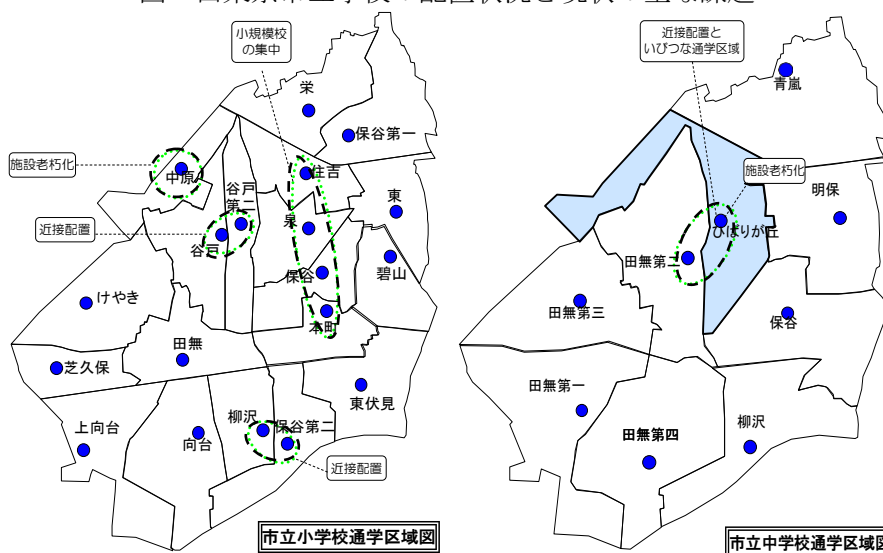 小規模校
の集中
栄
保谷第一
施設老朽化
中原
谷戸
第二
住吉
東
近接配置
谷戸
泉
碧山
保谷
けやき
本町
田無
芝久保
東伏見
上向台
向台
柳沢
保谷第二
近接配置
市立小学校通学区域図
近接配置と
いびつな通学区域
青嵐
施設老朽化
明保
ひばりが丘
田無第二
田無第三
保谷
田無第一
田無第四
柳沢
市立中学校通学区域図